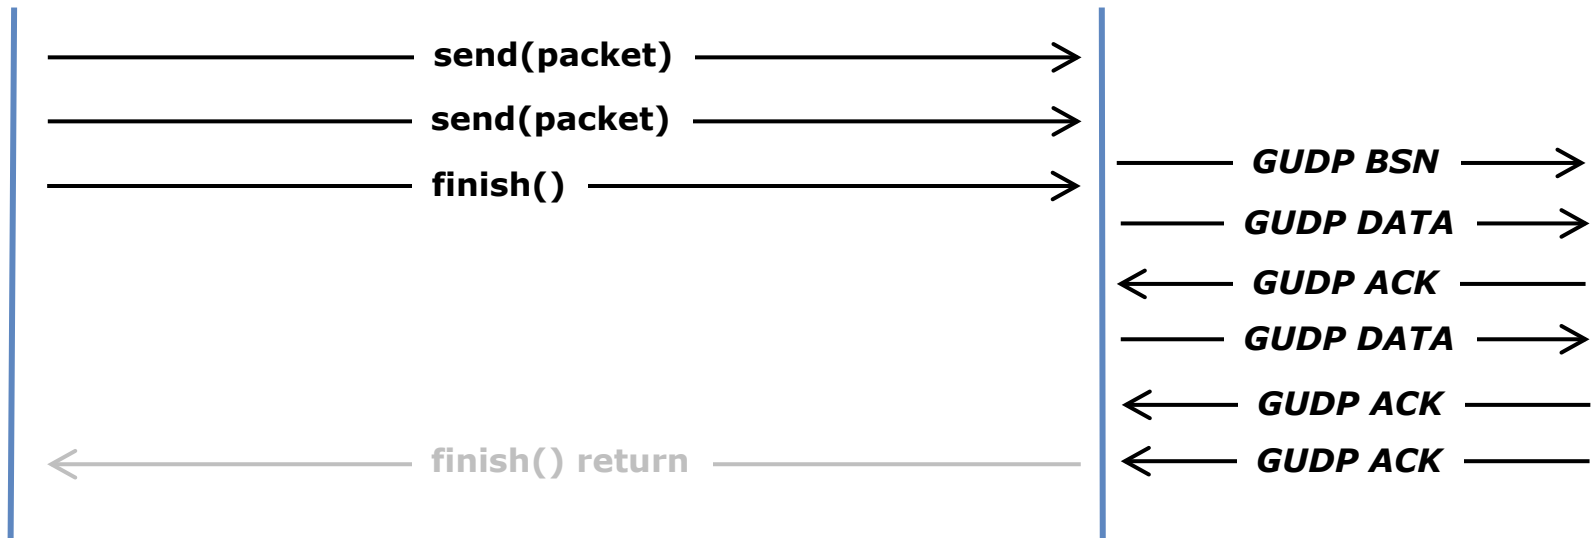 send(packet)
send(packet)
GUDP BSN
finish()
GUDP DATA
GUDP ACK
GUDP DATA
GUDP ACK
finish() return
GUDP ACK